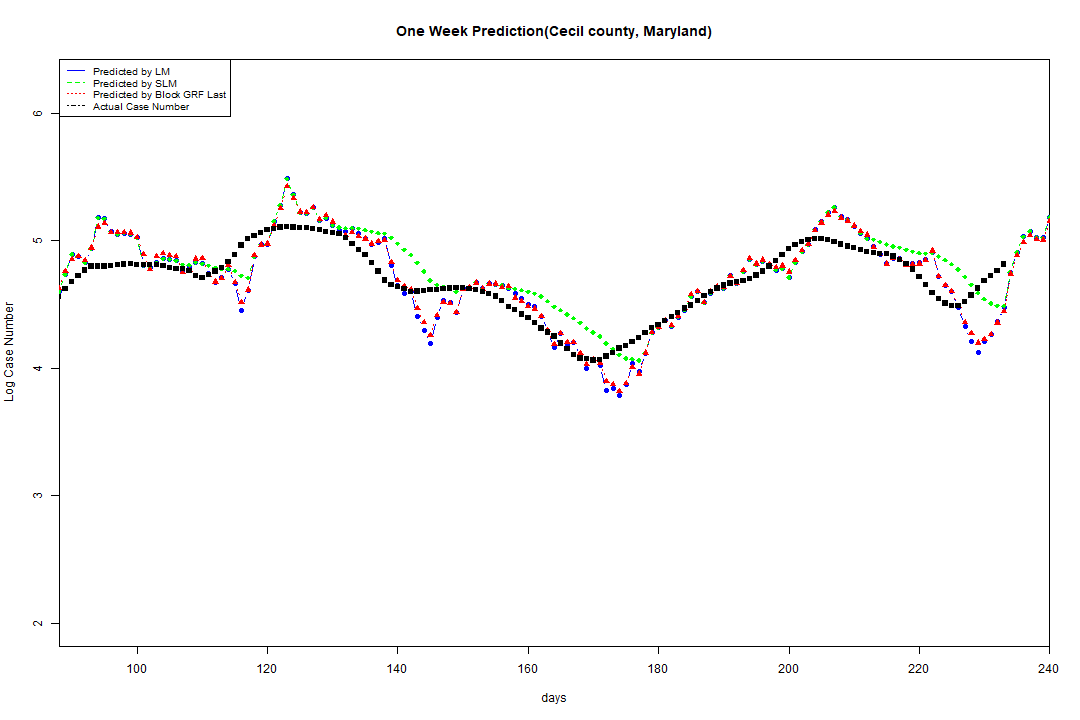 One Week Prediction(Cecil county, Maryland)
Predicted by LM
Predicted by SLM
Predicted by Block GRF Last
Actual Case Number
6
5
4
3
2
Log Case Number
100 120 140 160 180 200 220 240
days